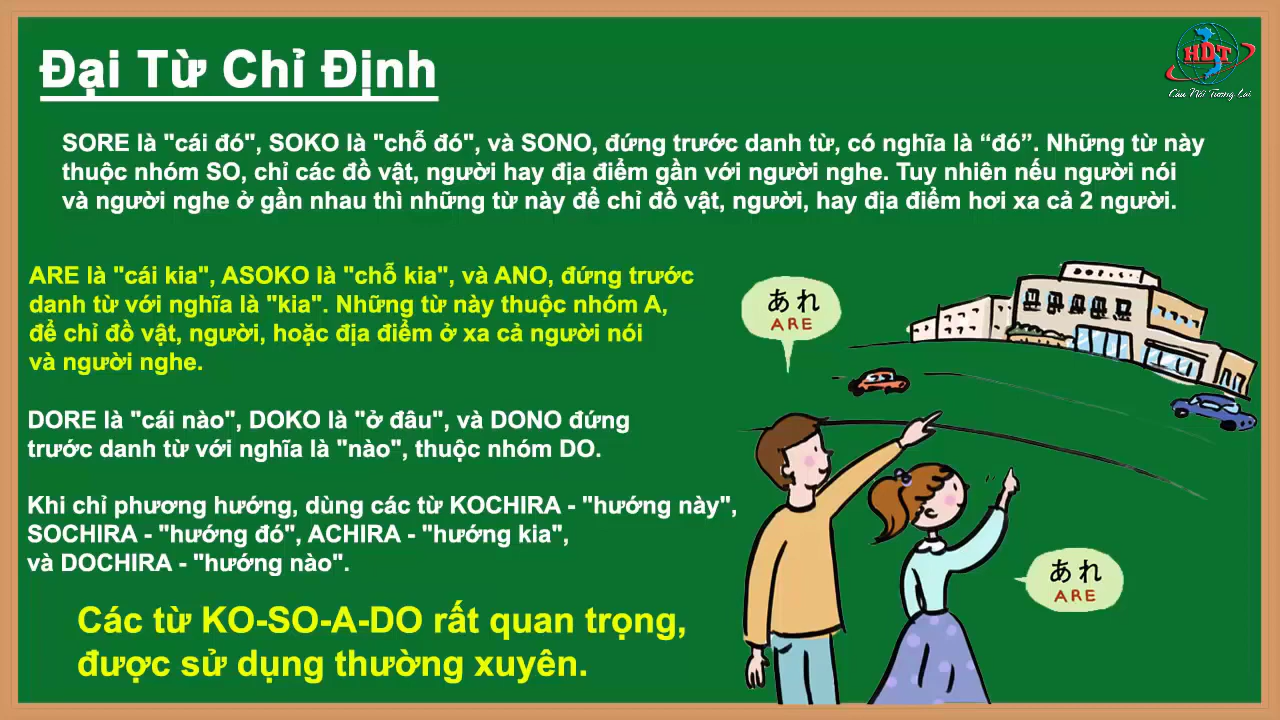 Đại Từ Chỉ Định
HDT
Cầu Nối Tương Lai
SORE là "cái đó", SOKO là "chỗ đó", và SONO, đứng trước danh từ, có nghĩa là “đó”. Những từ này
thuộc nhóm SO, chỉ các đồ vật, người hay địa điểm gần với người nghe. Tuy nhiên nếu người nói
và người nghe ở gần nhau thì những từ này để chỉ đồ vật, người, hay địa điểm hơi xa cả 2 người.
ARE là "cái kia", ASOKO là "chỗ kia", và ANO, đứng trước
danh từ với nghĩa là "kia". Những từ này thuộc nhóm A,
để chỉ đồ vật, người, hoặc địa điểm ở xa cả người nói
và người nghe.
あれ
ARE
DORE là "cái nào", DOKO là "ở đâu", và DONO đứng
trước danh từ với nghĩa là "nào", thuộc nhóm DO.
Khi chỉ phương hướng, dùng các từ KOCHIRA - "hướng này",
SOCHIRA - "hướng đó", ACHIRA - "hướng kia",
và DOCHIRA - "hướng nào".
あれ
ARE
Các từ KO-SO-A-DO rất quan trọng,
được sử dụng thường xuyên.